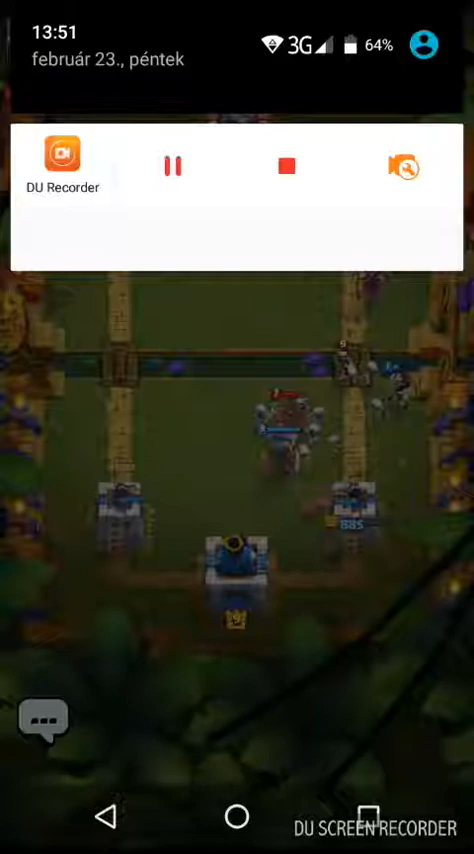 13:51
3G
64%
február 23., péntek
DU Recorder
885
DU SCREEN RECORDER